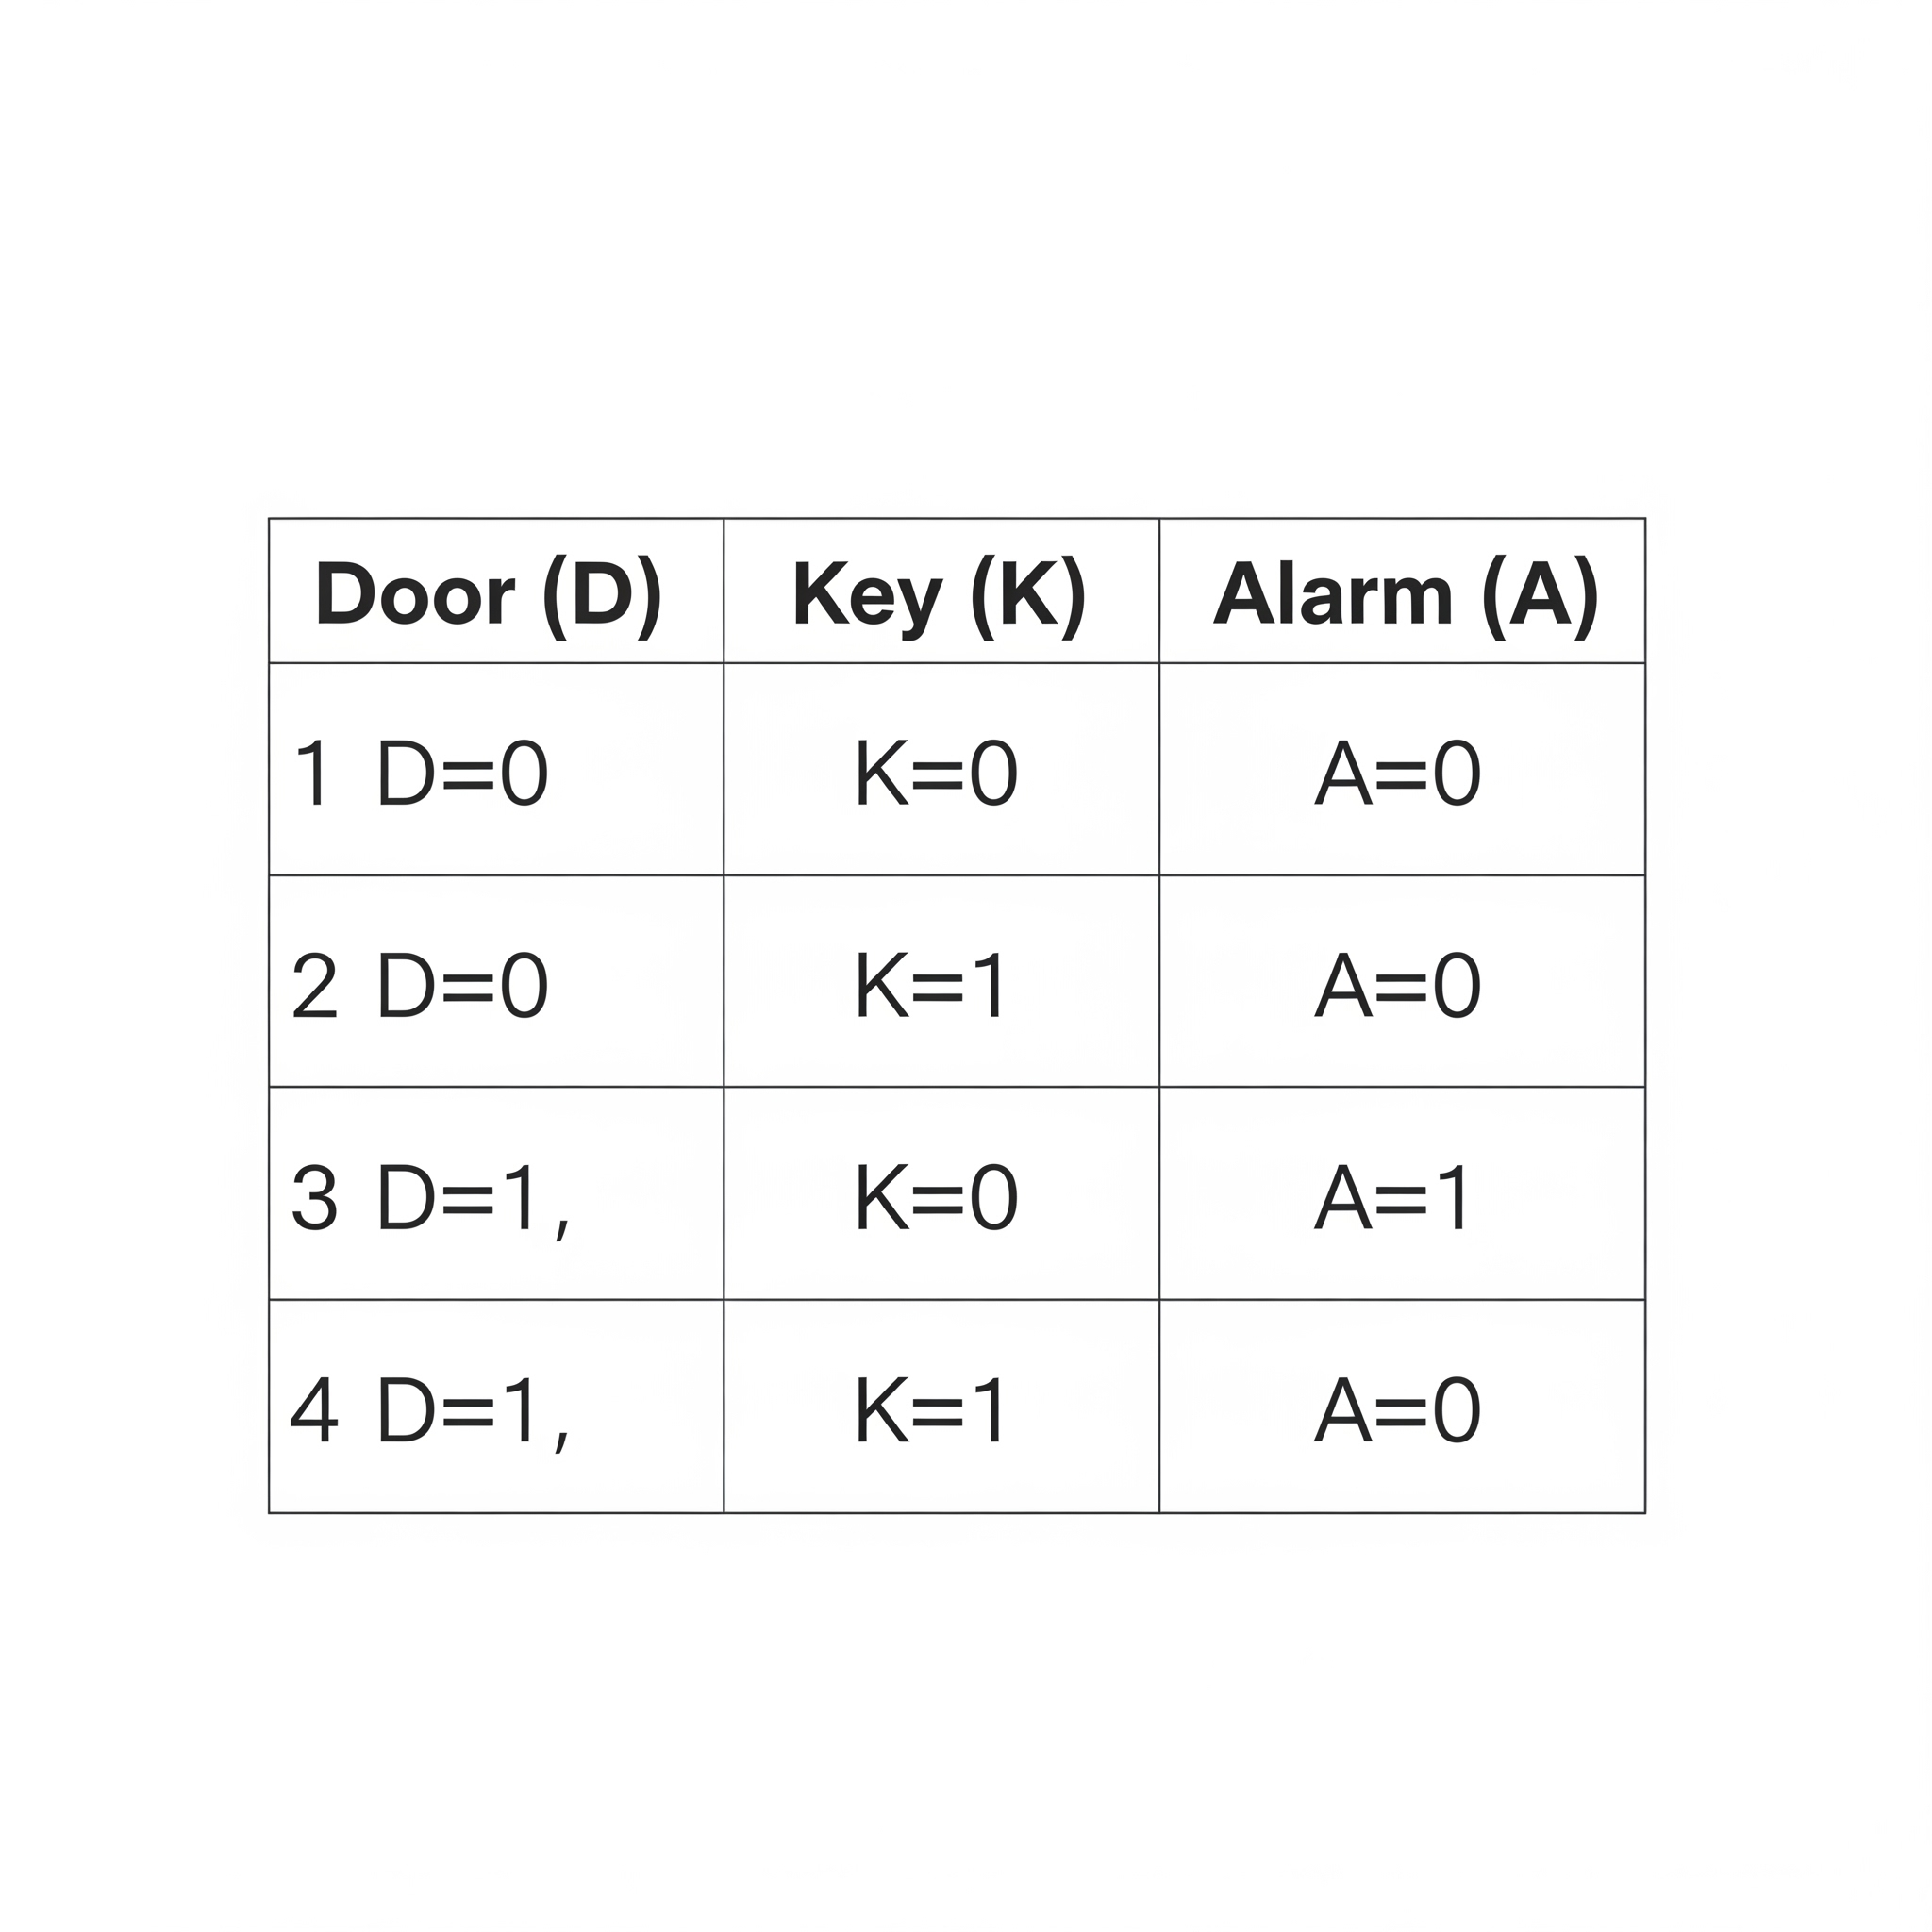 Door (D) Key (K) Alarm (A)
1 D=0 K=0 A=0
2 D=0 K=1 A=0
3 D=1, K=0 A=1
4 D=1, K=1 A=0